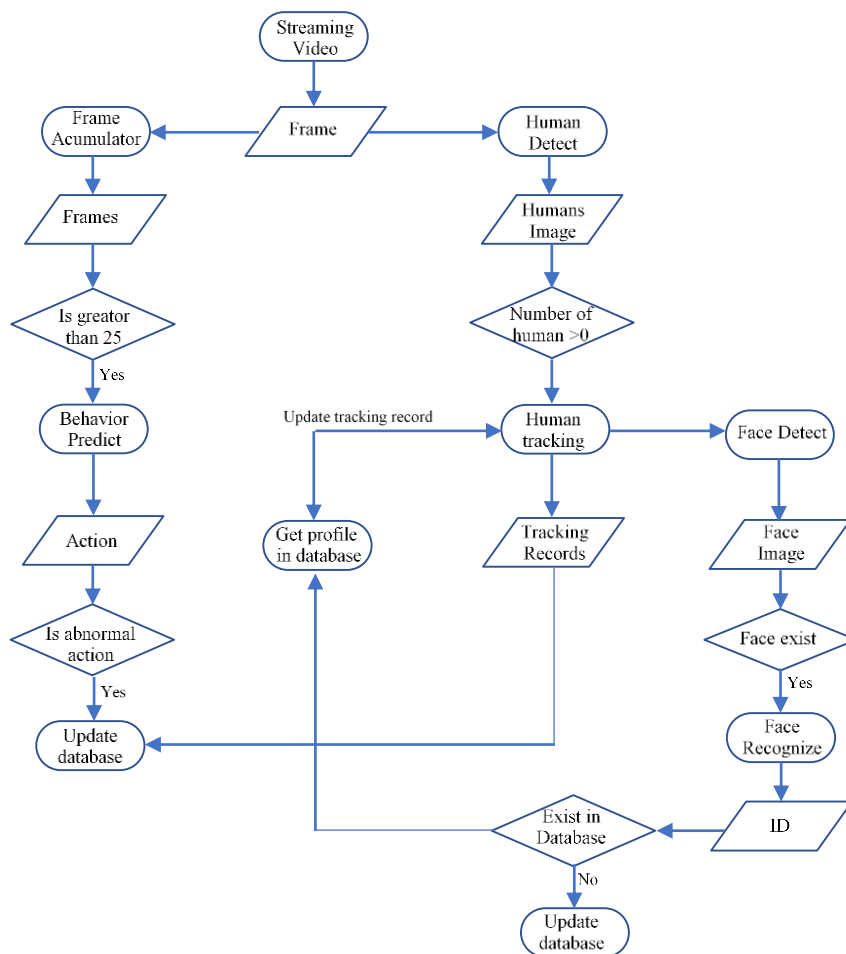 Streaming
Video
Frame
Acumulator
Frame
Human
Detect
Frames
Humans
Image
Is greater
than 25
Number of
human >0
Yes
Behavior
Predict
Update tracking record
Human
tracking
Face Detect
Action
Get profile
in database
Tracking
Records
Face
Image
Is abnormal
action
Face exist
Yes
Yes
Update
database
Face
Recognize
Exist in
Database
ID
No
Update
database